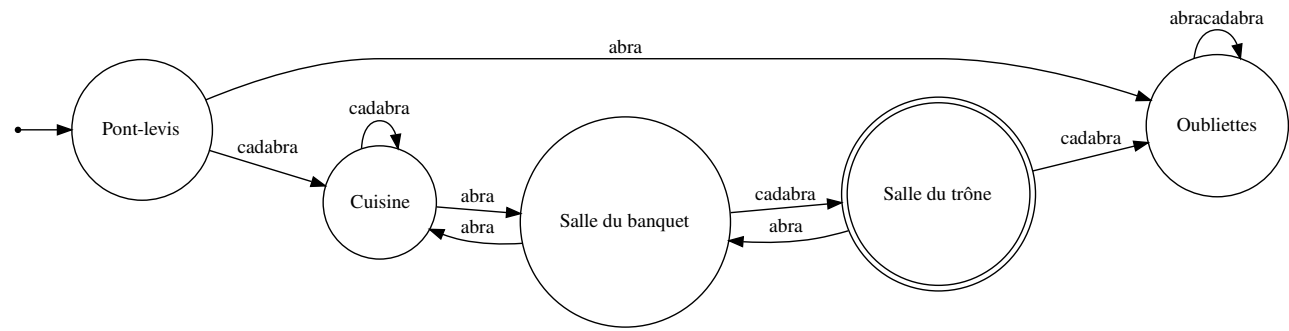 abracadabra
abra
Pont-levis
Oubliettes
cadabra
cadabra
cadabra
Cuisine
abra
abra
Salle du banquet
cadabra
abra
Salle du trône
cadabra